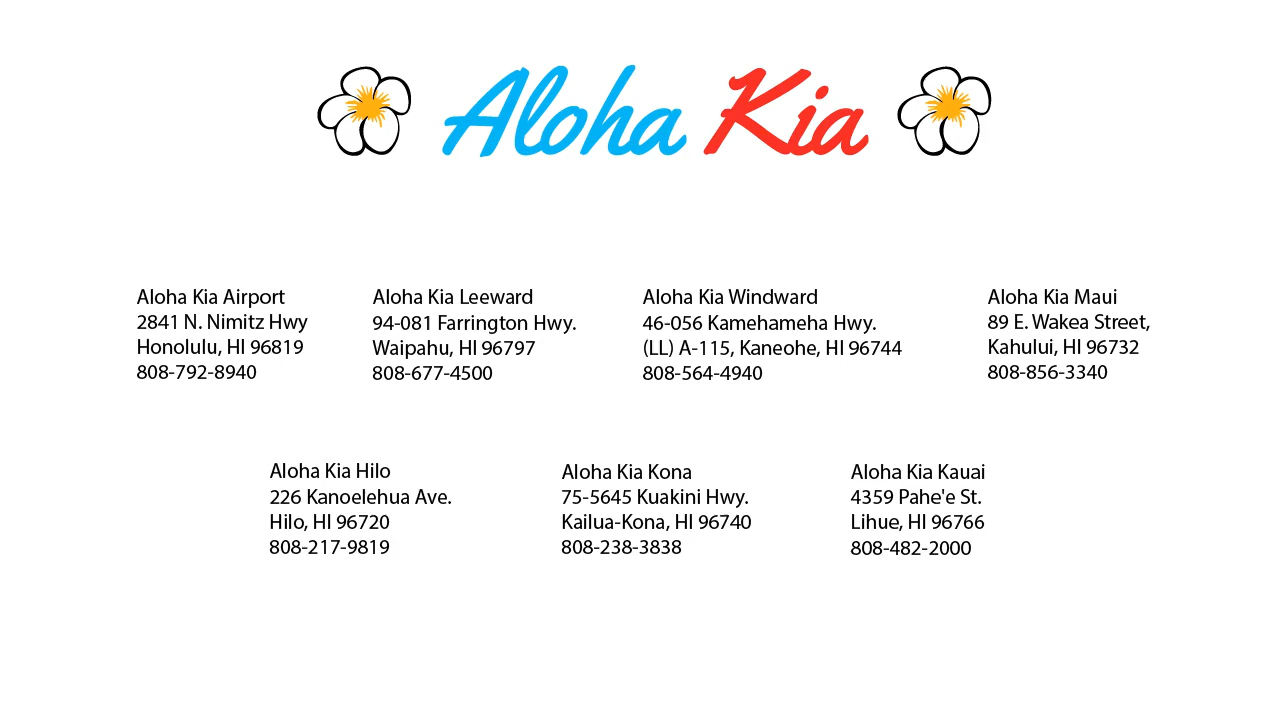 Aloha Kia
Aloha Kia Airport
2841 N. Nimitz Hwy
Honolulu, HI 96819
808-792-8940
Aloha Kia Leeward
94-081 Farrington Hwy.
Waipahu, HI 96797
808-677-4500
Aloha Kia Windward
46-056 Kamehameha Hwy.
(LL) A-115, Kaneohe, HI 96744
808-564-4940
Aloha Kia Maui
89 E. Wakea Street,
Kahului, HI 96732
808-856-3340
Aloha Kia Hilo
226 Kanoelehua Ave.
Hilo, HI 96720
808-217-9819
Aloha Kia Kona
75-5645 Kuakini Hwy.
Kailua-Kona, HI 96740
808-238-3838
Aloha Kia Kauai
4359 Pahe'e St.
Lihue, HI 96766
808-482-2000